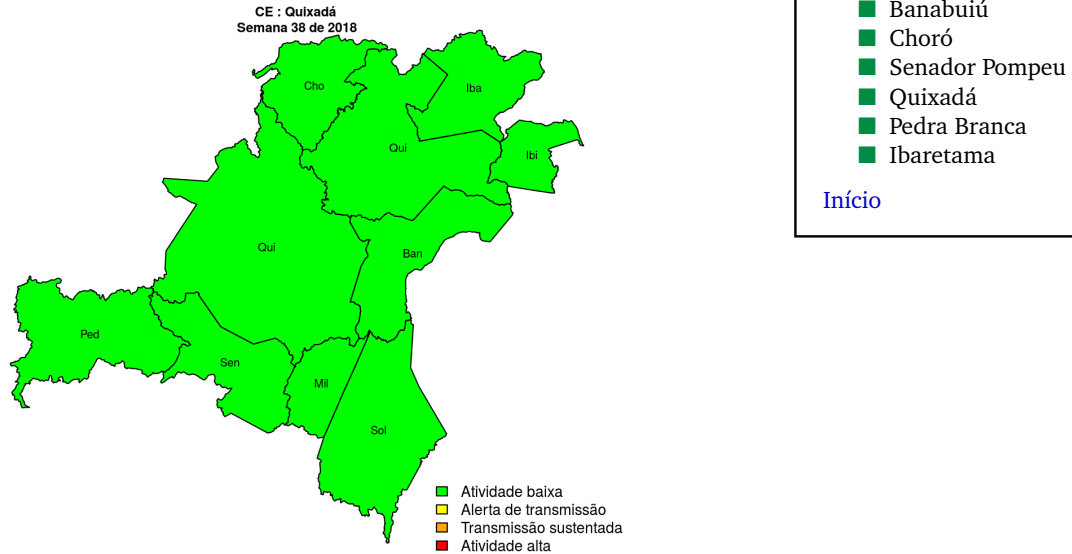 CE : Quixadá
Semana 38 de 2018
Cho
Iba
Qui
Ibi
Qui
Ban
Ped
Sen
Mil
Sol
Atividade baixa
Alerta de transmissão
Transmissão sustentada
Atividade alta
Banabuiú
Choró
Senador Pompeu
Quixadá
Pedra Branca
Ibaretama
Início